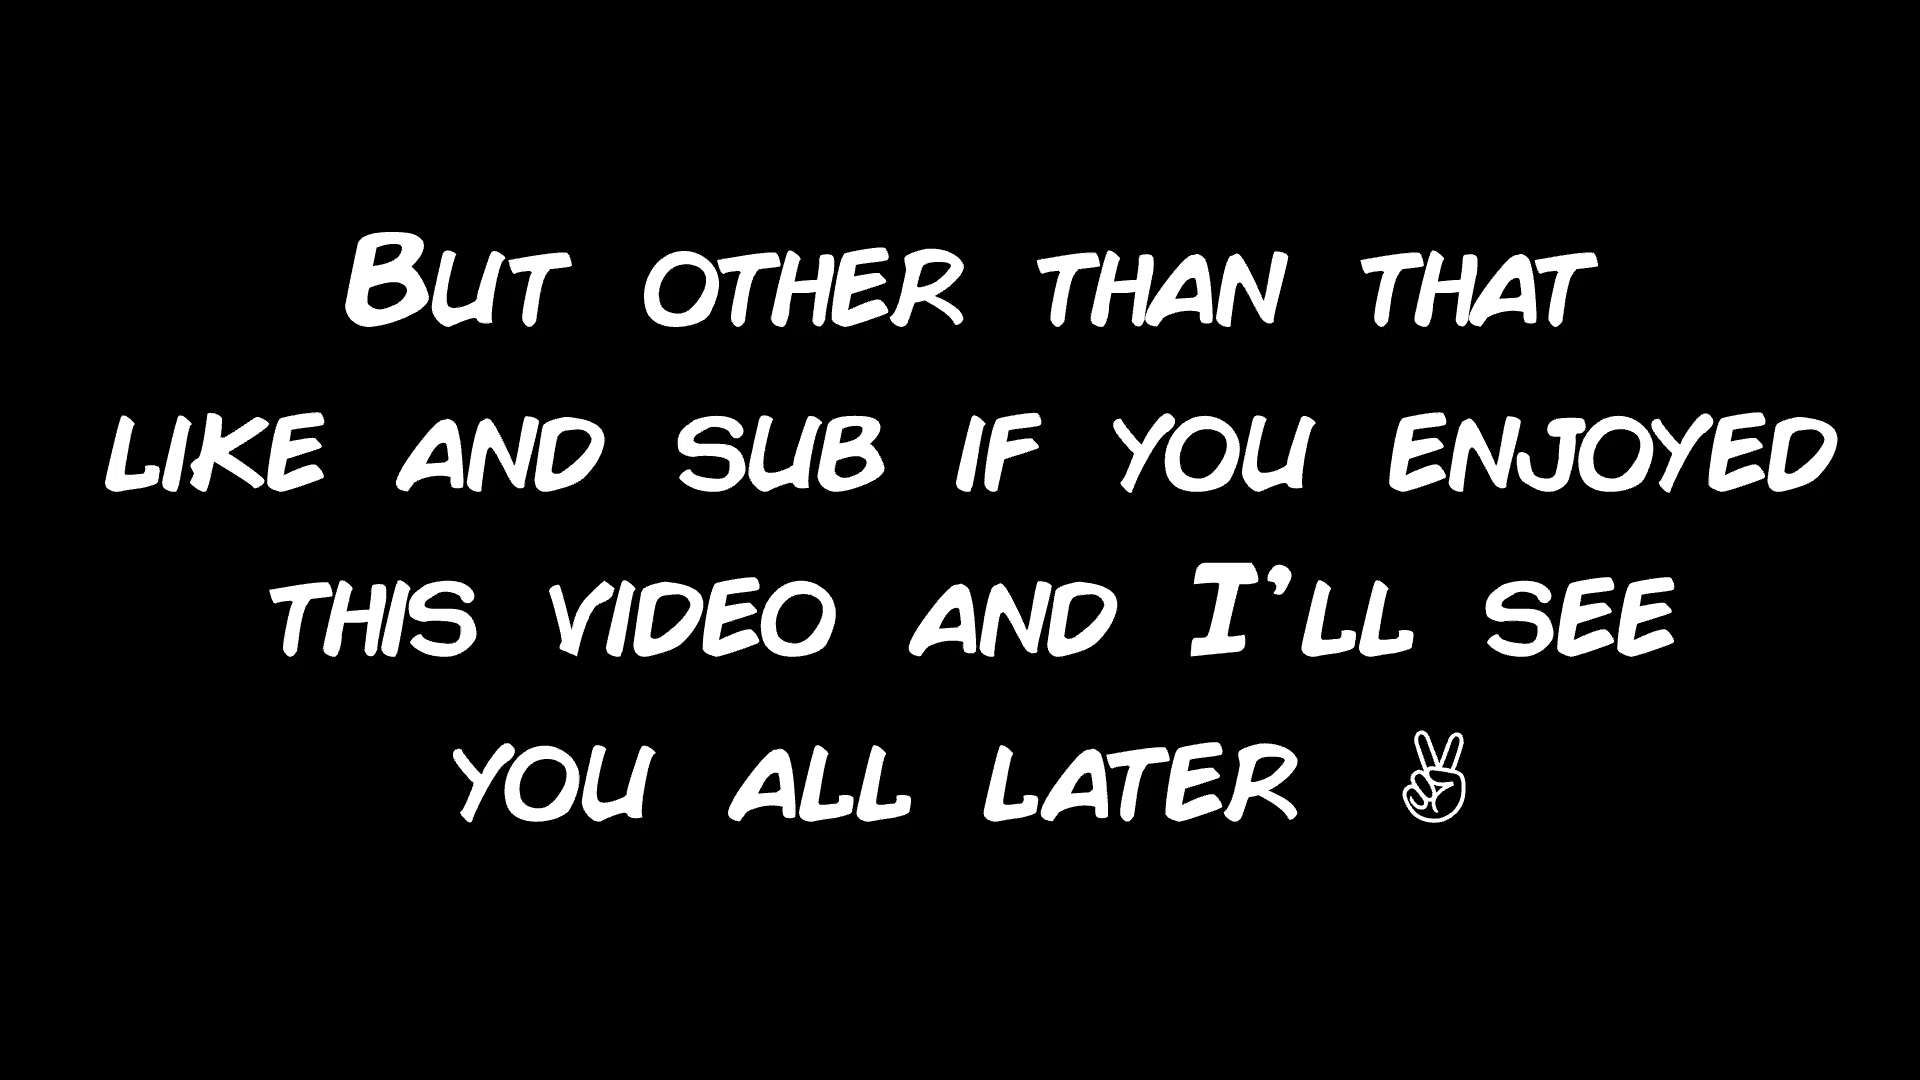 But other than that
like and sub if you enjoyed
this video and I'll see
you all later ✌